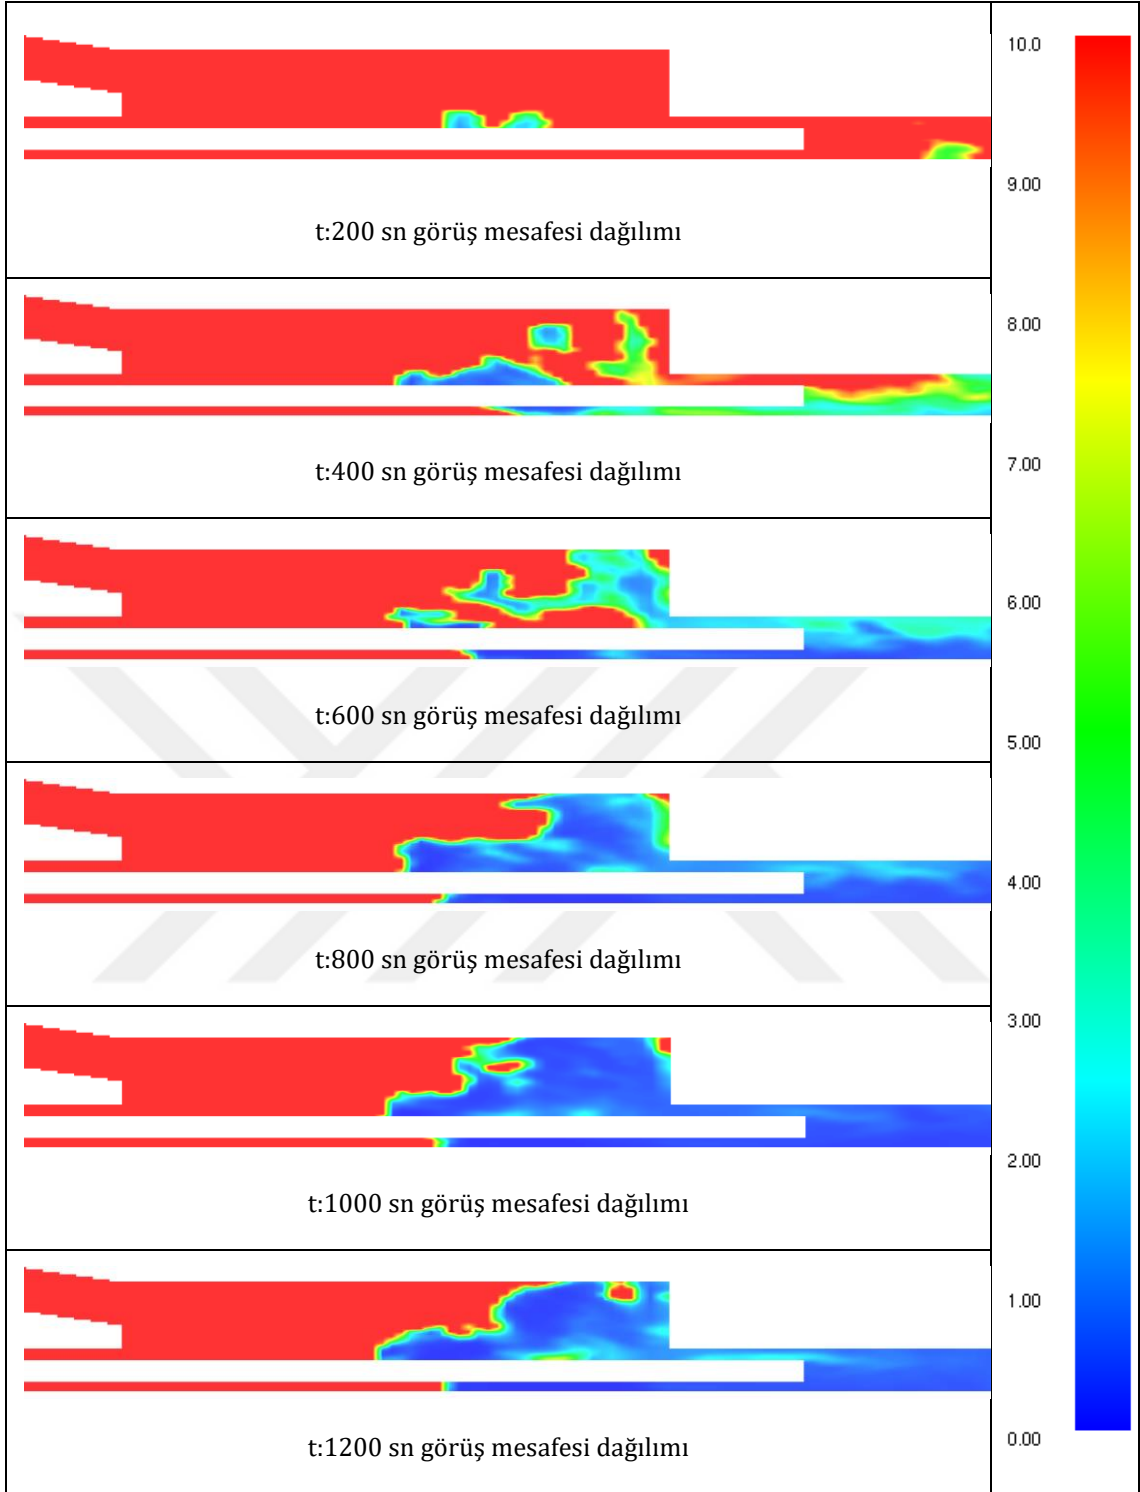 t:200 sn görüş mesafesi dağılımı
t:400 sn görüş mesafesi dağılımı
t:600 sn görüş mesafesi dağılımı
t:800 sn görüş mesafesi dağılımı
t:1000 sn görüş mesafesi dağılımı
t:1200 sn görüş mesafesi dağılımı
10.0
9.00
8.00
7.00
6.00
5.00
4.00
3.00
2.00
1.00
0.00